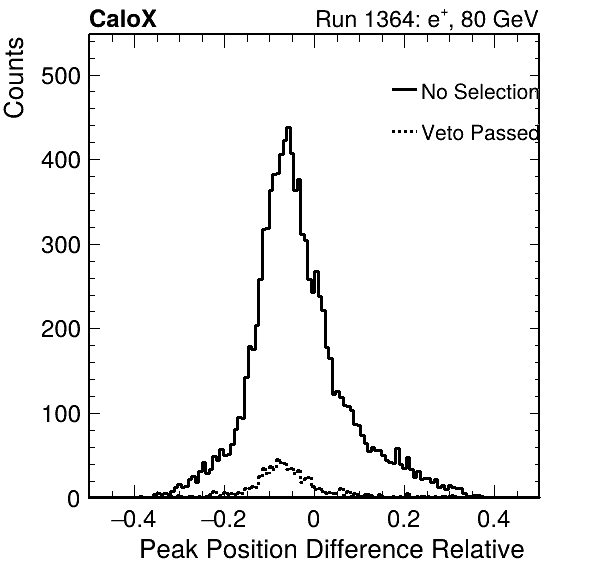 CaloX Run 1364: e+, 80 GeV
Counts
500
400
300
200
100
0
No Selection
Veto Passed
−0.4 −0.2 0 0.2 0.4
Peak Position Difference Relative